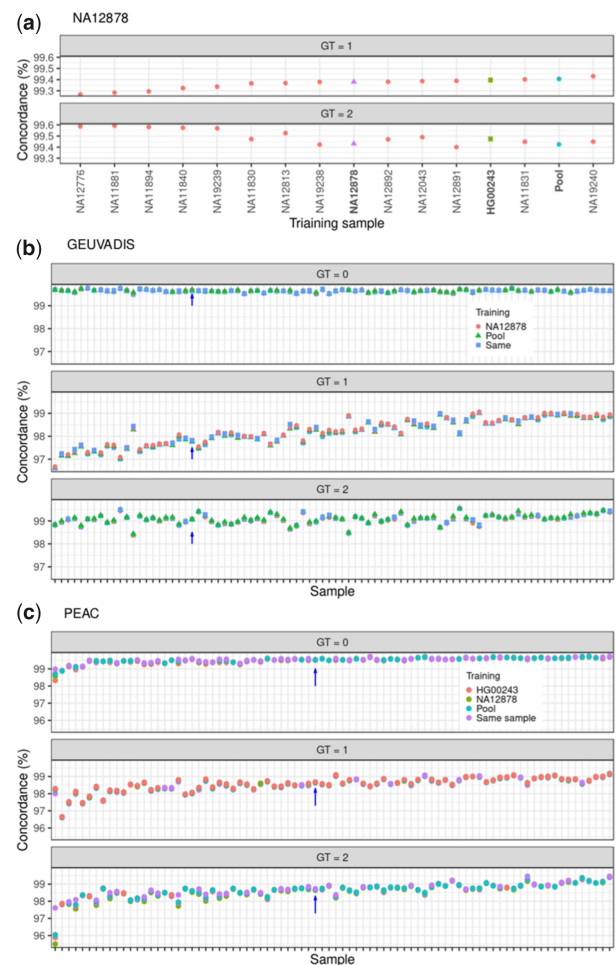 (a) NA12878
GT = 1
99.6
99.5
99.4
99.3
GT = 2
99.6
99.5
99.4
99.3
Concordance (%)
NA12776 NA11881 NA11894 NA11840 NA19239 NA11830 NA12813 NA19238 NA12878 NA12892 NA12043 NA12891 HG00243 NA11831 Pool NA19240
Triaining sample
(b) GEUVADIS
GT = 0
99
98
97
Training
NA12878
Pool
Same
GT = 1
99
98
97
Concordance (%)
GT = 2
99
98
97
Sample
(c) PEAC
GT = 0
99
98
97
96
Training
HG00243
NA12878
Pool
Same sample
GT = 1
99
98
97
96
Concordance (%)
GT = 2
99
98
97
96
Sample